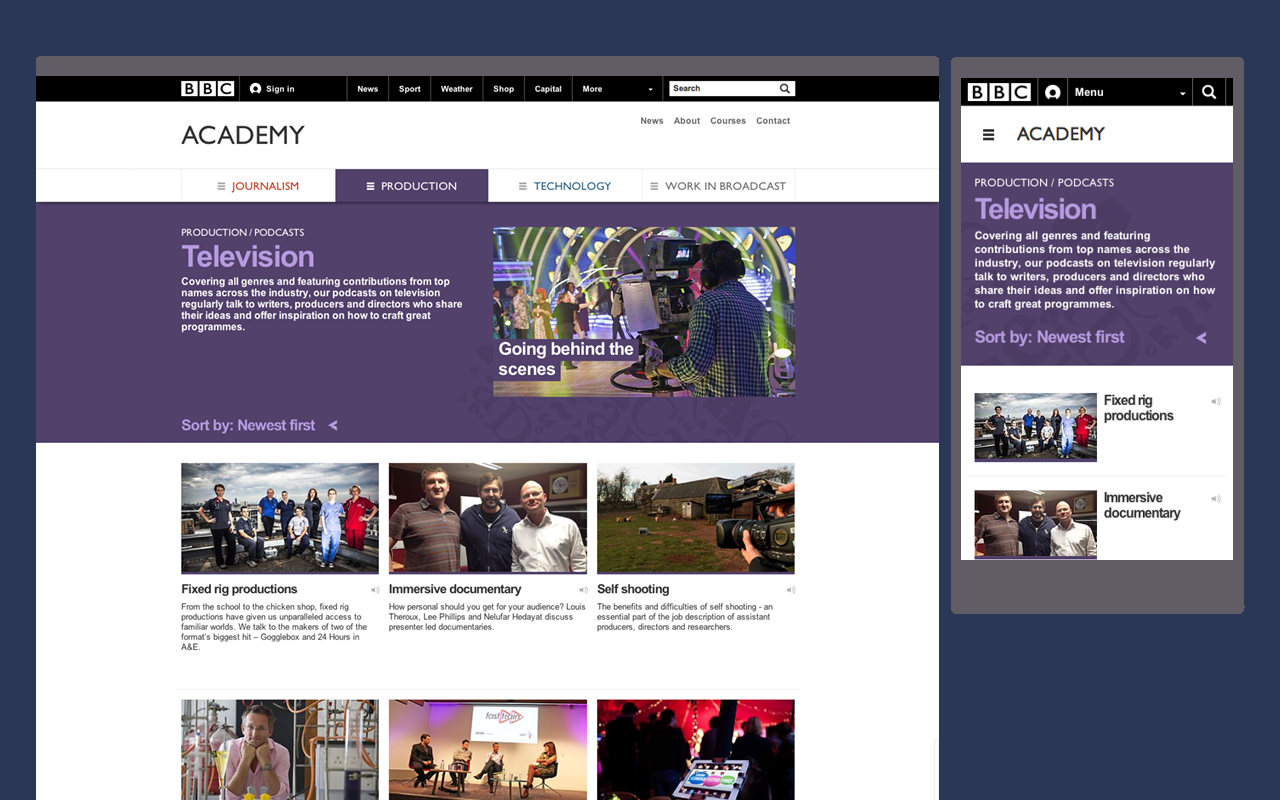 BBC
Sign in
News
Sport
Weather
Shop
Capital
More
Search
ACADEMY
News
About
Courses
Contact
JOURNALISM
PRODUCTION
TECHNOLOGY
WORK IN BROADCAST
PRODUCTION / PODCASTS
Television
Covering all genres and featuring contributions from top
names across the industry, our podcasts on television
regularly talk to writers, producers and directors who share
their ideas and offer inspiration on how to craft great
programmes.
Going behind the
scenes
Sort by: Newest first
Fixed rig productions
From the school to the chicken shop, fixed rig
productions have given us unparalleled access to
familiar worlds. We talk to the makers of two of the
format's biggest hit – Gogglebox and 24 Hours in
A&E.
Immersive documentary
How personal should you get for your audience? Louis
Theroux, Lee Phillips and Nelufar Hedayat discuss
presenter led documentaries.
Self shooting
The benefits and difficulties of self shooting - an
essential part of the job description of assistant
producers, directors and researchers.
fast train
BBC
Menu
ACADEMY
PRODUCTION / PODCASTS
Television
Covering all genres and featuring
contributions from top names across the
industry, our podcasts on television regularly
talk to writers, producers and directors who
share their ideas and offer inspiration on how
to craft great programmes.
Sort by: Newest first
Fixed rig
productions
Immersive
documentary